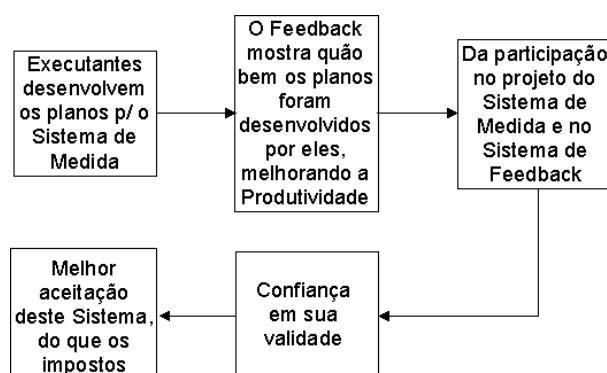 Executantes
desenvolvem
os planos p/ o
Sistema de
Medida
O Feedback
mostra quão
bem os planos
foram
desenvolvidos
por eles,
melhorando a
Produtividade
Da participação
no projeto do
Sistema de
Medida e no
Sistema de
Feedback
Confiança
em sua
validade
Melhor
aceitação
deste Sistema,
do que os
impostos